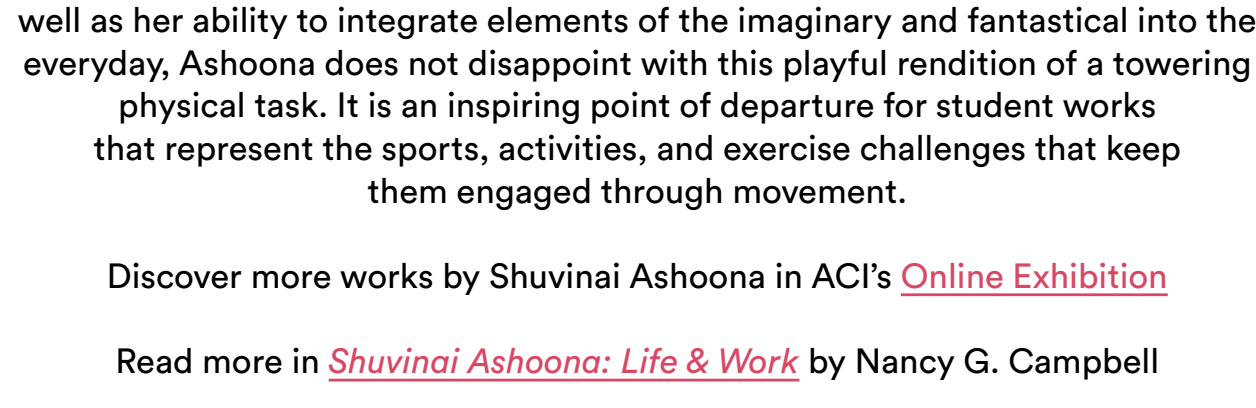 well as her ability to integrate elements of the imaginary and fantastical into the
everyday, Ashoona does not disappoint with this playful rendition of a towering
physical task. It is an inspiring point of departure for student works
that represent the sports, activities, and exercise challenges that keep
them engaged through movement.
Discover more works by Shuvinai Ashoona in ACI’s Online Exhibition
Read more in Shuvinai Ashoona: Life & Work by Nancy G. Campbell